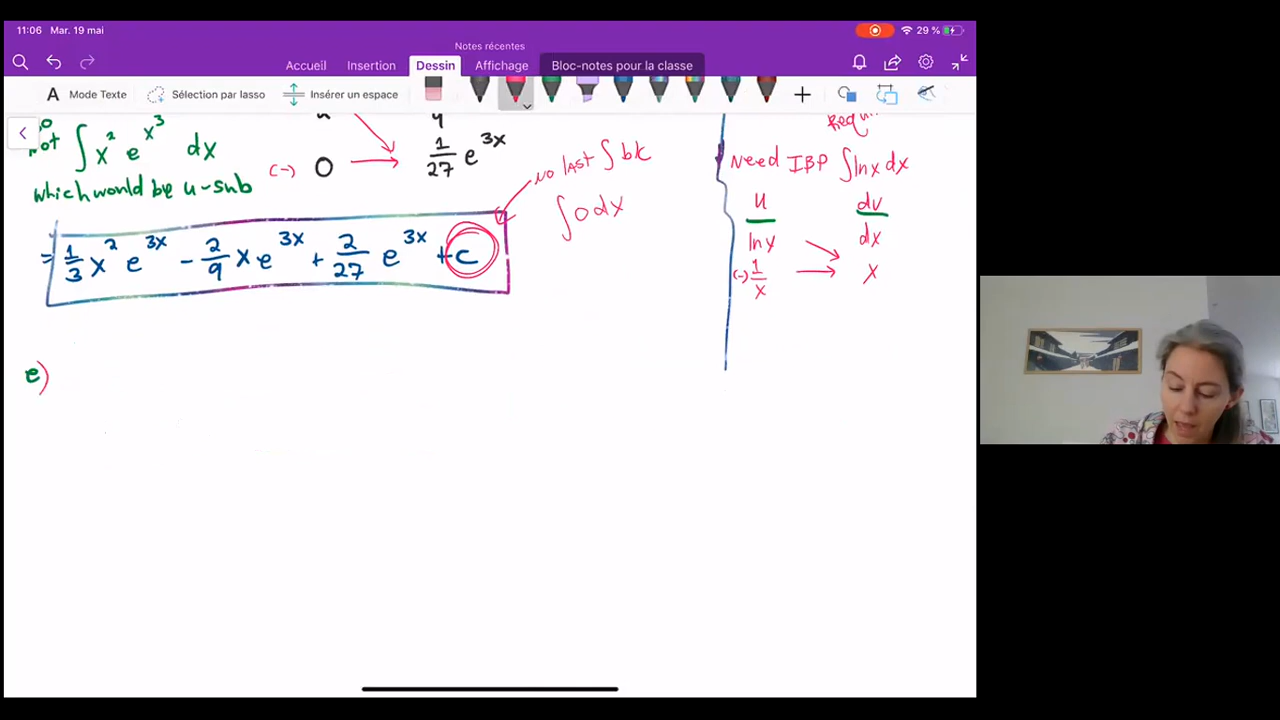 11:06 Mar. 19 mai
29 %
Notes récentes
Accueil Insertion Dessin Affichage Bloc-notes pour la classe
A Mode Texte Sélection par lasso Insérer un espace
not ∫ x² e^x³ dx
which would be u-sub
(-) 0 → 1/27 e^3x
NO LAST ∫ b/c
∫ 0 dx
= 1/3 x² e^3x - 2/9 x e^3x + 2/27 e^3x + c
Need IBP ∫ ln x dx
u dv
ln x dx
(-) 1/x → x
e)